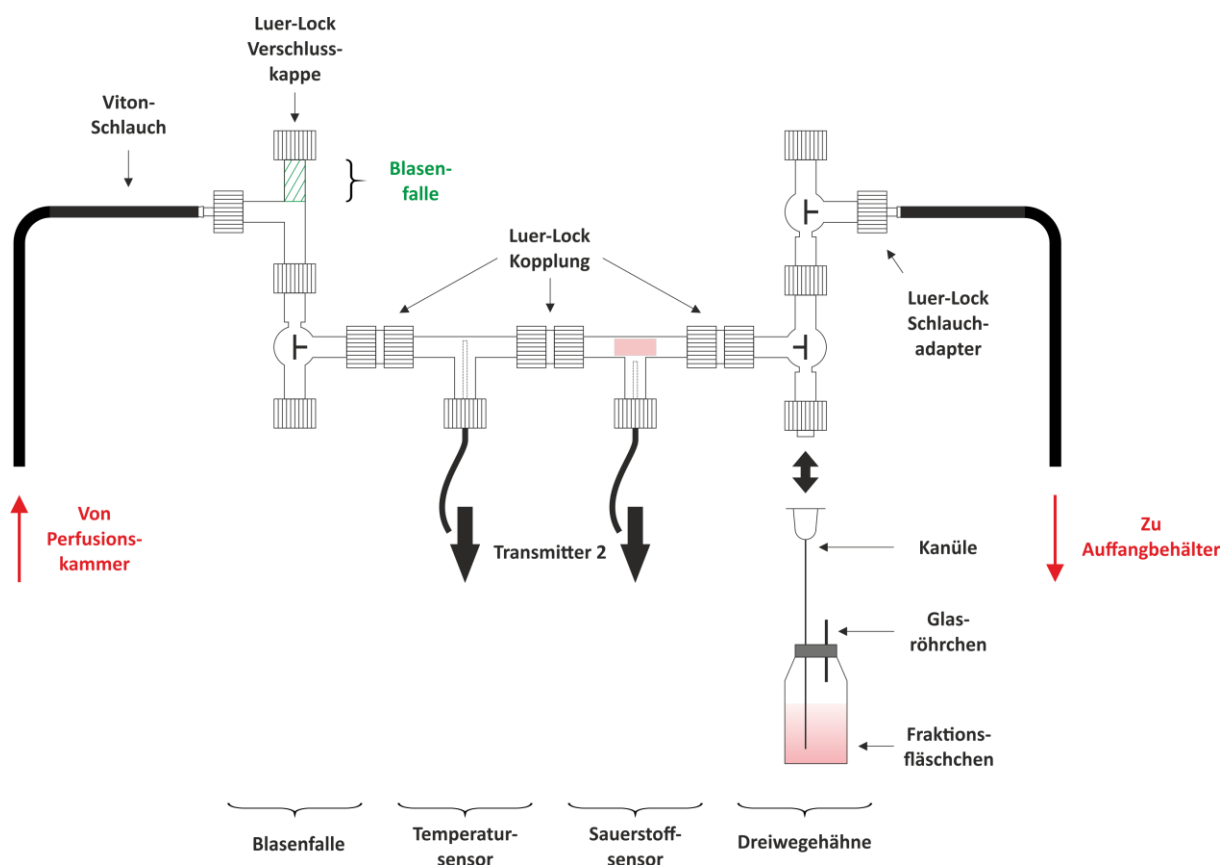 Luer-Lock
Verschluss-
kappe
Viton-
Schlauch
Blasen-
falle
Luer-Lock
Kopplung
Luer-Lock
Schlauch-
adapter
Von
Perfusions-
kammer
Transmitter 2
Zu
Auffangbehälter
Kanüle
Glas-
röhrchen
Fraktions-
fläschchen
Blasenfalle
Temperatur-
sensor
Sauerstoff-
sensor
Dreiwegehähne